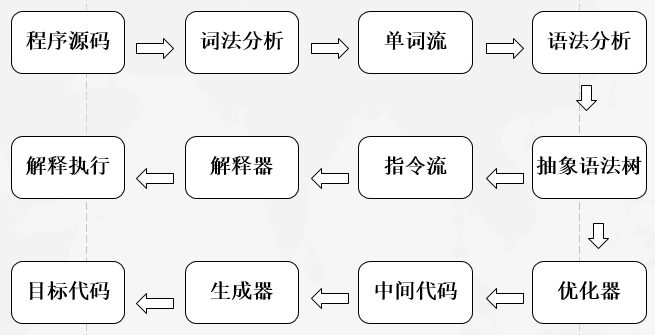 程序源码
词法分析
单词流
语法分析
解释执行
解释器
指令流
抽象语法树
目标代码
生成器
中间代码
优化器